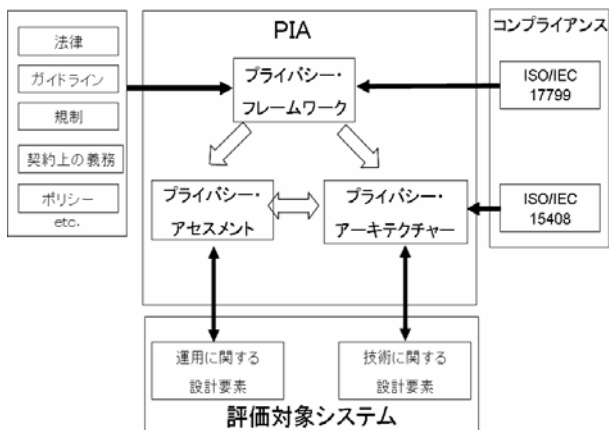 法律
ガイドライン
規制
契約上の義務
ポリシー
etc.
PIA
プライバシー・
フレームワーク
プライバシー・
アセスメント
プライバシー・
アーキテクチャー
コンプライアンス
ISO/IEC
17799
ISO/IEC
15408
運用に関する
設計要素
技術に関する
設計要素
評価対象システム